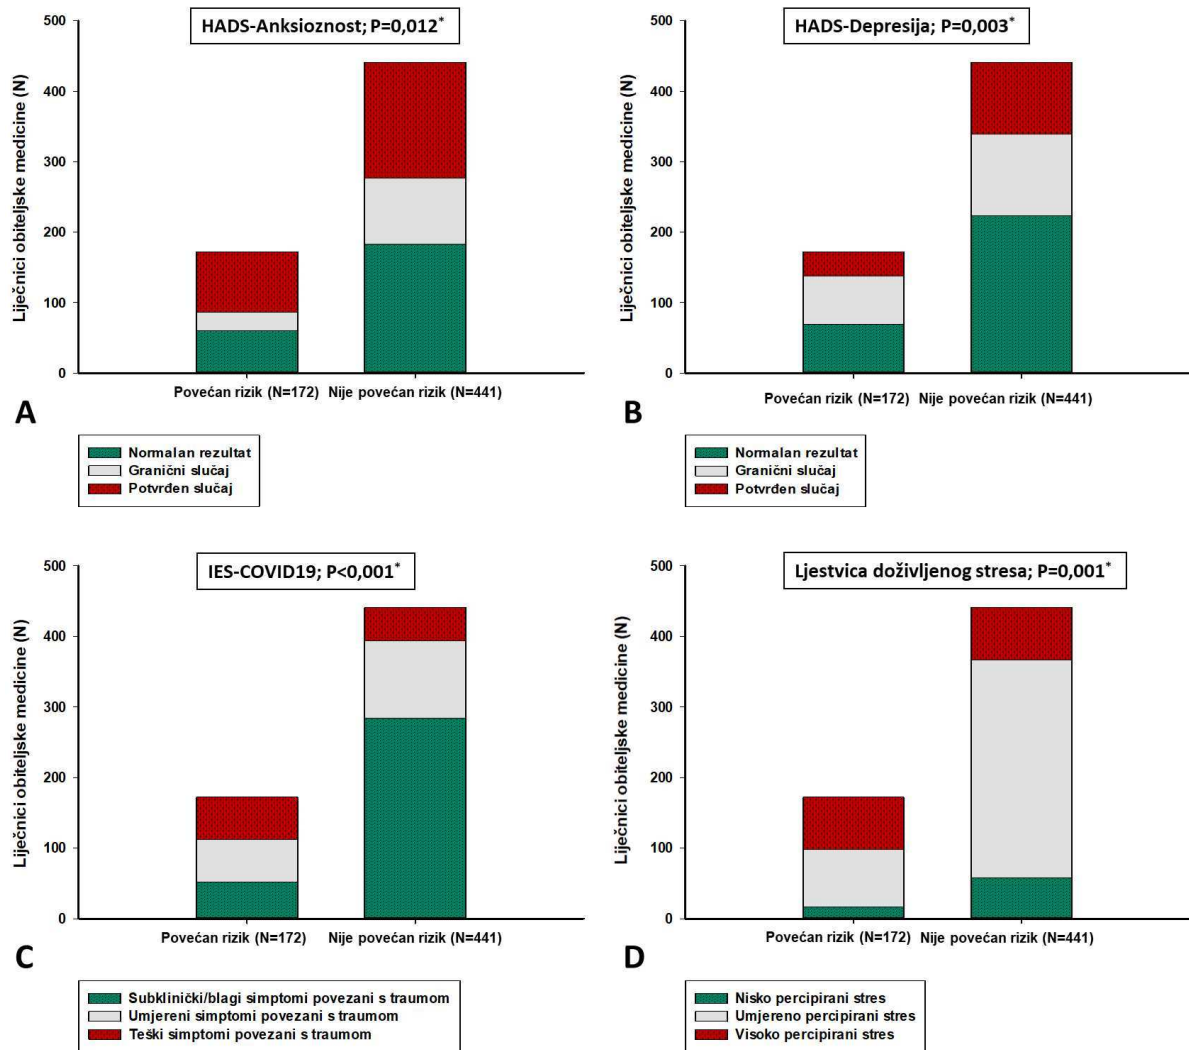 HADS-Anksioznost; P=0,012*
Liječnici obiteljske medicine (N)
500
400
300
200
100
0
Povećan rizik (N=172) Nije povećan rizik (N=441)
A
Normalan rezultat
Granični slučaj
Potvrđen slučaj
HADS-Depresija; P=0,003*
Liječnici obiteljske medicine (N)
500
400
300
200
100
0
Povećan rizik (N=172) Nije povećan rizik (N=441)
B
Normalan rezultat
Granični slučaj
Potvrđen slučaj
IES-COVID19; P<0,001*
Liječnici obiteljske medicine (N)
500
400
300
200
100
0
Povećan rizik (N=172) Nije povećan rizik (N=441)
C
Subklinički/blagi simptomi povezani s traumom
Umjereni simptomi povezani s traumom
Teški simptomi povezani s traumom
Ljestvica doživljenog stresa; P=0,001*
Liječnici obiteljske medicine (N)
500
400
300
200
100
0
Povećan rizik (N=172) Nije povećan rizik (N=441)
D
Nisko percipirani stres
Umjereno percipirani stres
Visoko percipirani stres